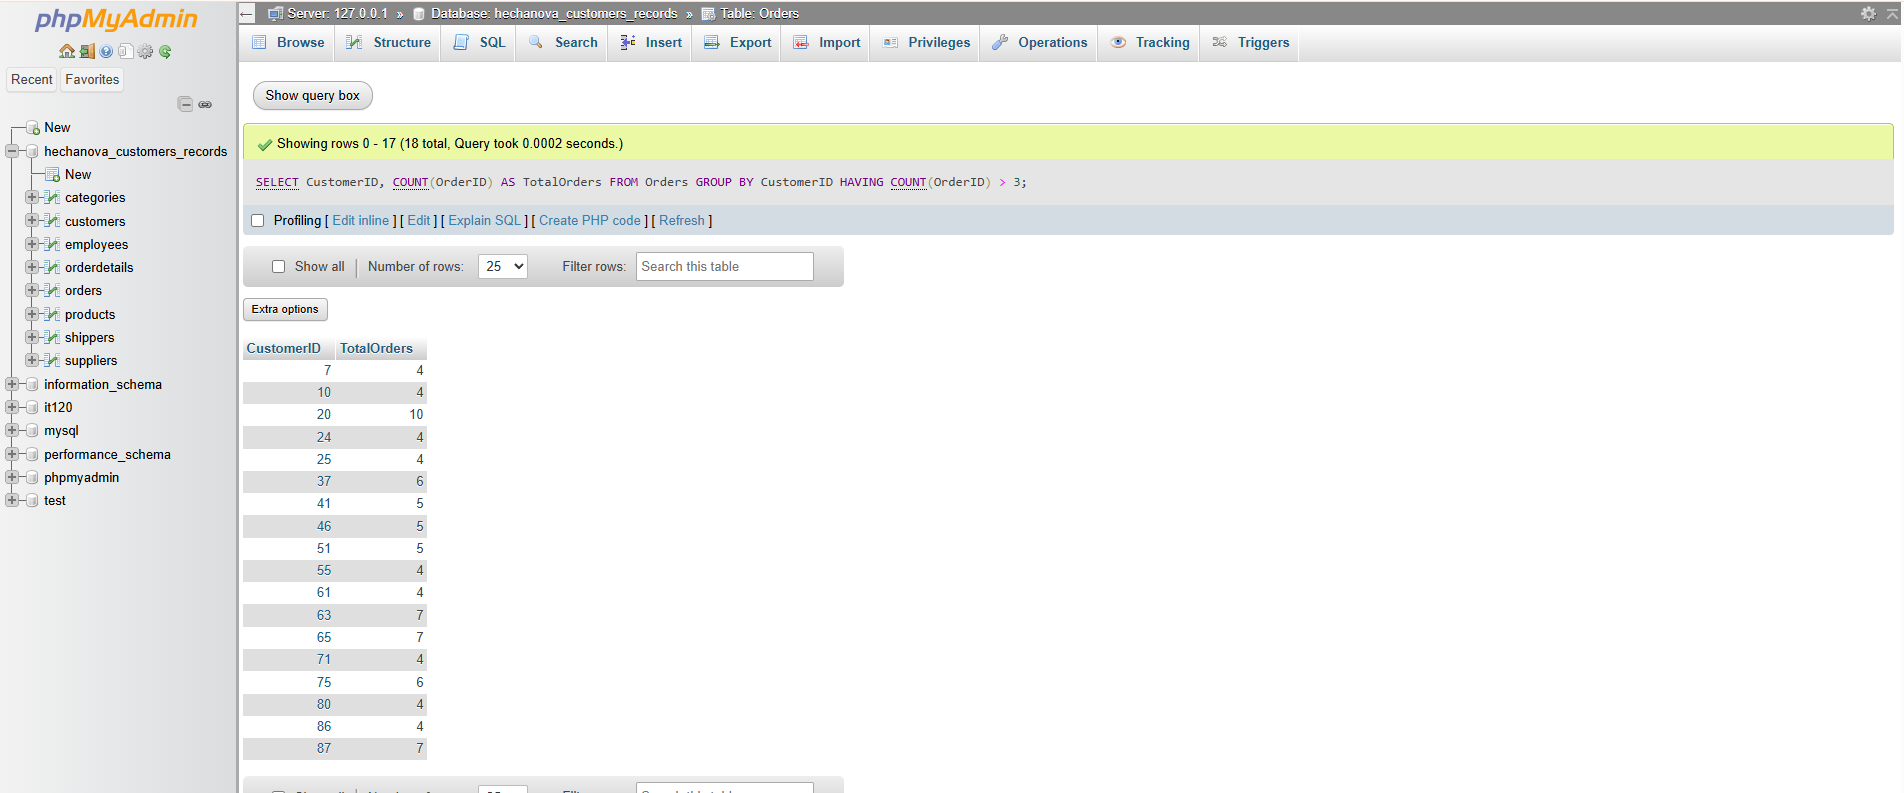 phpMyAdmin
Recent Favorites
New
hechanova_customers_records
New
categories
customers
employees
orderdetails
orders
products
shippers
suppliers
information_schema
it120
mysql
performance_schema
phpmyadmin
test
Server: 127.0.0.1 » Database: hechanova_customers_records » Table: Orders
Browse Structure SQL Search Insert Export Import Privileges Operations Tracking Triggers
Show query box
Showing rows 0 - 17 (18 total, Query took 0.0002 seconds.)
SELECT CustomerID, COUNT(OrderID) AS TotalOrders FROM Orders GROUP BY CustomerID HAVING COUNT(OrderID) > 3;
Profiling [ Edit inline ] [ Edit ] [ Explain SQL ] [ Create PHP code ] [ Refresh ]
Show all Number of rows: 25 Filter rows: Search this table
Extra options
CustomerID TotalOrders
7 4
10 4
20 10
24 4
25 4
37 6
41 5
46 5
51 5
55 4
61 4
63 7
65 7
71 4
75 6
80 4
86 4
87 7